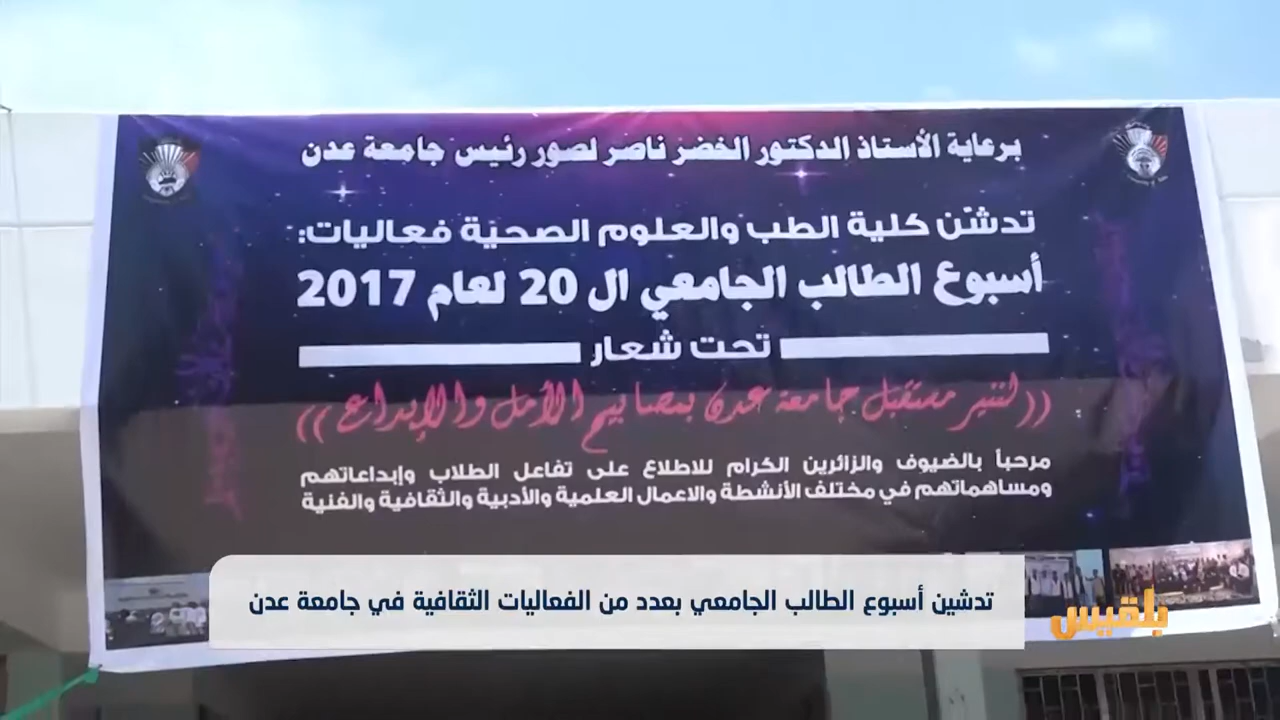 برعاية الأستاذ الدكتور الخضر ناصر لصور رئيس جامعة عدن
تدشّن كلية الطب والعلوم الصحيّة فعاليات:
أسبوع الطالب الجامعي ال 20 لعام 2017
تحت شعار
((لننير مستقبل جامعة عدن بمصابيح الأمل والإبداع))
مرحباً بالضيوف والزائرين الكرام للاطلاع على تفاعل الطلاب وإبداعاتهم
ومساهماتهم في مختلف الأنشطة والاعمال العلمية والأدبية والثقافية والفنية
تدشين أسبوع الطالب الجامعي بعدد من الفعاليات الثقافية في جامعة عدن
بلقيس